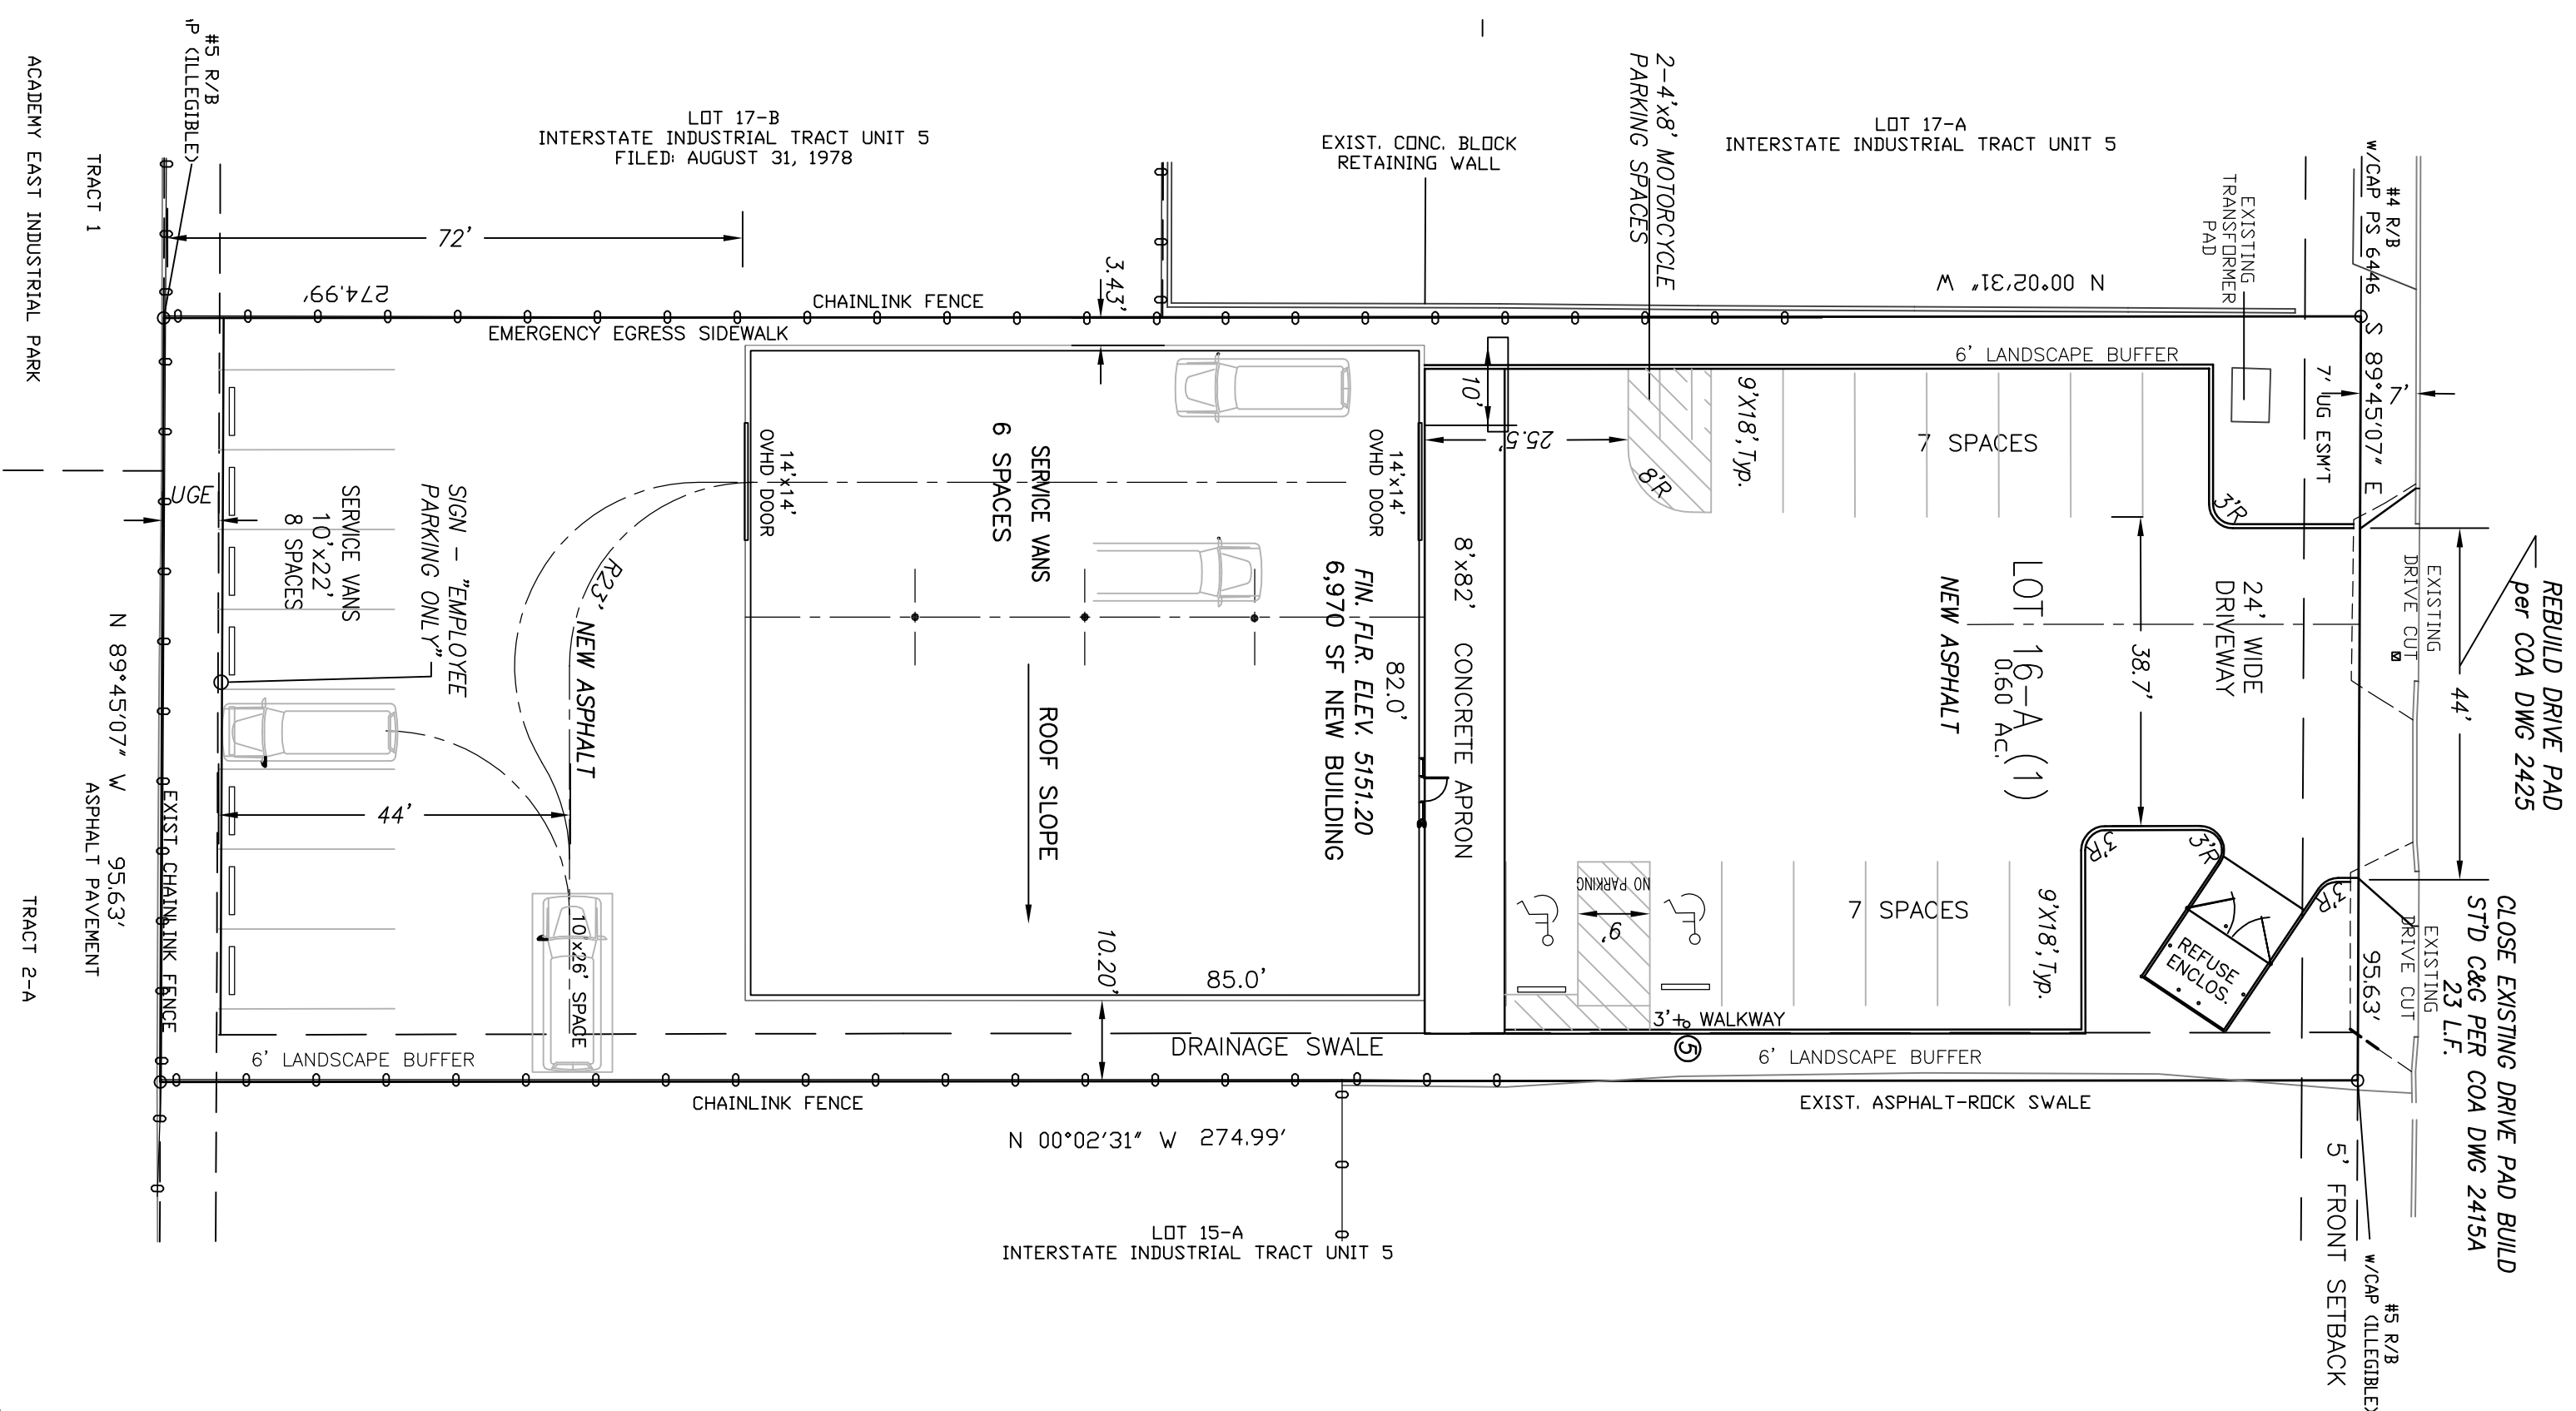 #5 R/B
'P (ILLEGIBLE)
ACADEMY EAST INDUSTRIAL PARK
TRACT 1
LOT 17-B
INTERSTATE INDUSTRIAL TRACT UNIT 5
FILED: AUGUST 31, 1978
72'
274.99'
CHAINLINK FENCE
EMERGENCY EGRESS SIDEWALK
3.43'
EXIST. CONC. BLOCK
RETAINING WALL
2-4'x8' MOTORCYCLE
PARKING SPACES
LOT 17-A
INTERSTATE INDUSTRIAL TRACT UNIT 5
N 00°02'31" W
EXISTING
TRANSFORMER
PAD
#4 R/B
w/CAP PS 6446
S 89°45'07" E
7'
7' UG ESM'T
6' LANDSCAPE BUFFER
10'
25.5'
9'X18',Typ.
8'R
7 SPACES
3'R
REBUILD DRIVE PAD
per COA DWG 2425
EXISTING
DRIVE CUT
44'
24' WIDE
DRIVEWAY
LOT 16-A (1)
0.60 Ac.
NEW ASPHALT
38.7'
8'x82' CONCRETE APRON
14'x14'
OVHD DOOR
FIN. FLR. ELEV. 5151.20
6,970 SF NEW BUILDING
82.0'
SERVICE VANS
6 SPACES
14'x14'
OVHD DOOR
ROOF SLOPE
85.0'
10.20'
R23'
NEW ASPHALT
UGE
SERVICE VANS
10'x22'
8 SPACES
SIGN - "EMPLOYEE
PARKING ONLY"
44'
10'x26' SPACE
N 89°45'07" W 95.63'
ASPHALT PAVEMENT
EXIST. CHAINLINK FENCE
TRACT 2-A
6' LANDSCAPE BUFFER
CHAINLINK FENCE
DRAINAGE SWALE
NO PARKING
9'
7 SPACES
9'X18',Typ.
3' WALKWAY
5
6' LANDSCAPE BUFFER
3'R
3'R
3'R
REFUSE
ENCLOS.
95.63'
EXISTING
DRIVE CUT
CLOSE EXISTING DRIVE PAD BUILD
ST'D C&G PER COA DWG 2415A
23 L.F.
EXIST. ASPHALT-ROCK SWALE
N 00°02'31" W 274.99'
LOT 15-A
INTERSTATE INDUSTRIAL TRACT UNIT 5
5' FRONT SETBACK
#5 R/B
w/CAP (ILLEGIBLE)